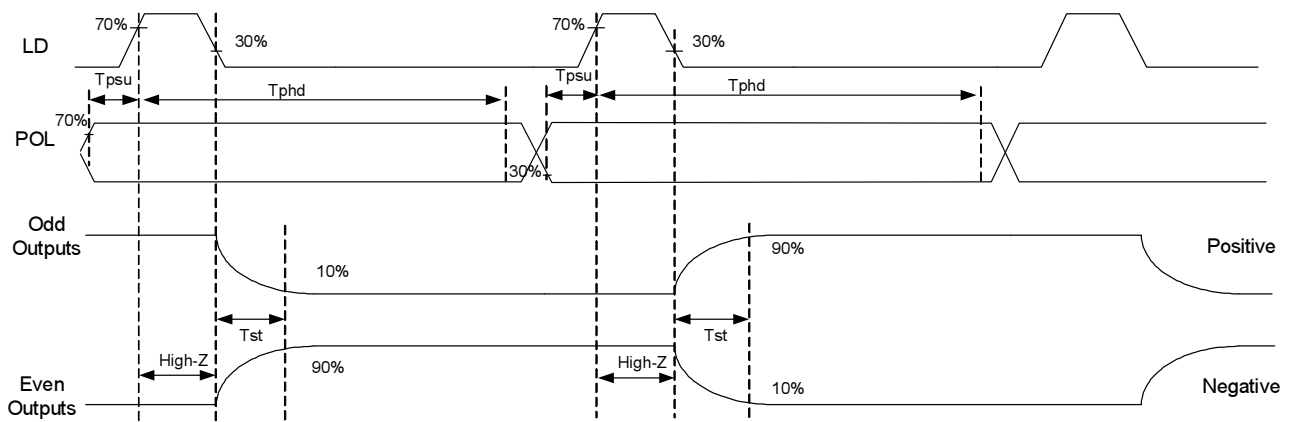 70%
70%
LD
30%
30%
Tpsu
Tpsu
Tphd
Tphd
70%
POL
30%
Odd
Outputs
Positive
90%
10%
Tst
Tst
High-Z
High-Z
90%
10%
Even
Outputs
Negative